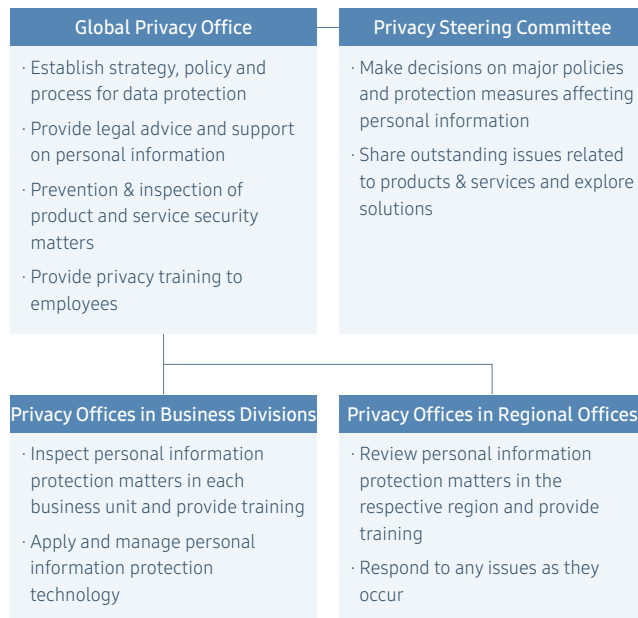 Global Privacy Office
· Establish strategy, policy and
process for data protection
· Provide legal advice and support
on personal information
· Prevention & inspection of
product and service security
matters
· Provide privacy training to
employees
Privacy Steering Committee
· Make decisions on major policies
and protection measures affecting
personal information
· Share outstanding issues related
to products & services and explore
solutions
Privacy Offices in Business Divisions
· Inspect personal information
protection matters in each
business unit and provide training
· Apply and manage personal
information protection
technology
Privacy Offices in Regional Offices
· Review personal information
protection matters in the
respective region and provide
training
· Respond to any issues as they
occur